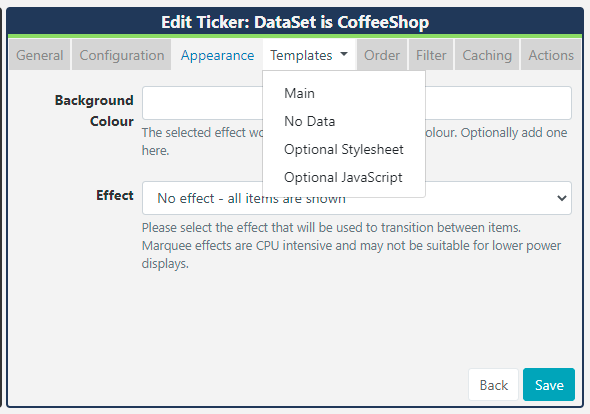 Edit Ticker: DataSet is CoffeeShop
General Configuration Appearance Templates Order Filter Caching Actions
Main
No Data
Optional Stylesheet
Optional JavaScript
Background
Colour
The selected effect wo
olour. Optionally add one
here.
Effect
No effect - all items are shown
Please select the effect that will be used to transition between items.
Marquee effects are CPU intensive and may not be suitable for lower power
displays.
Back Save